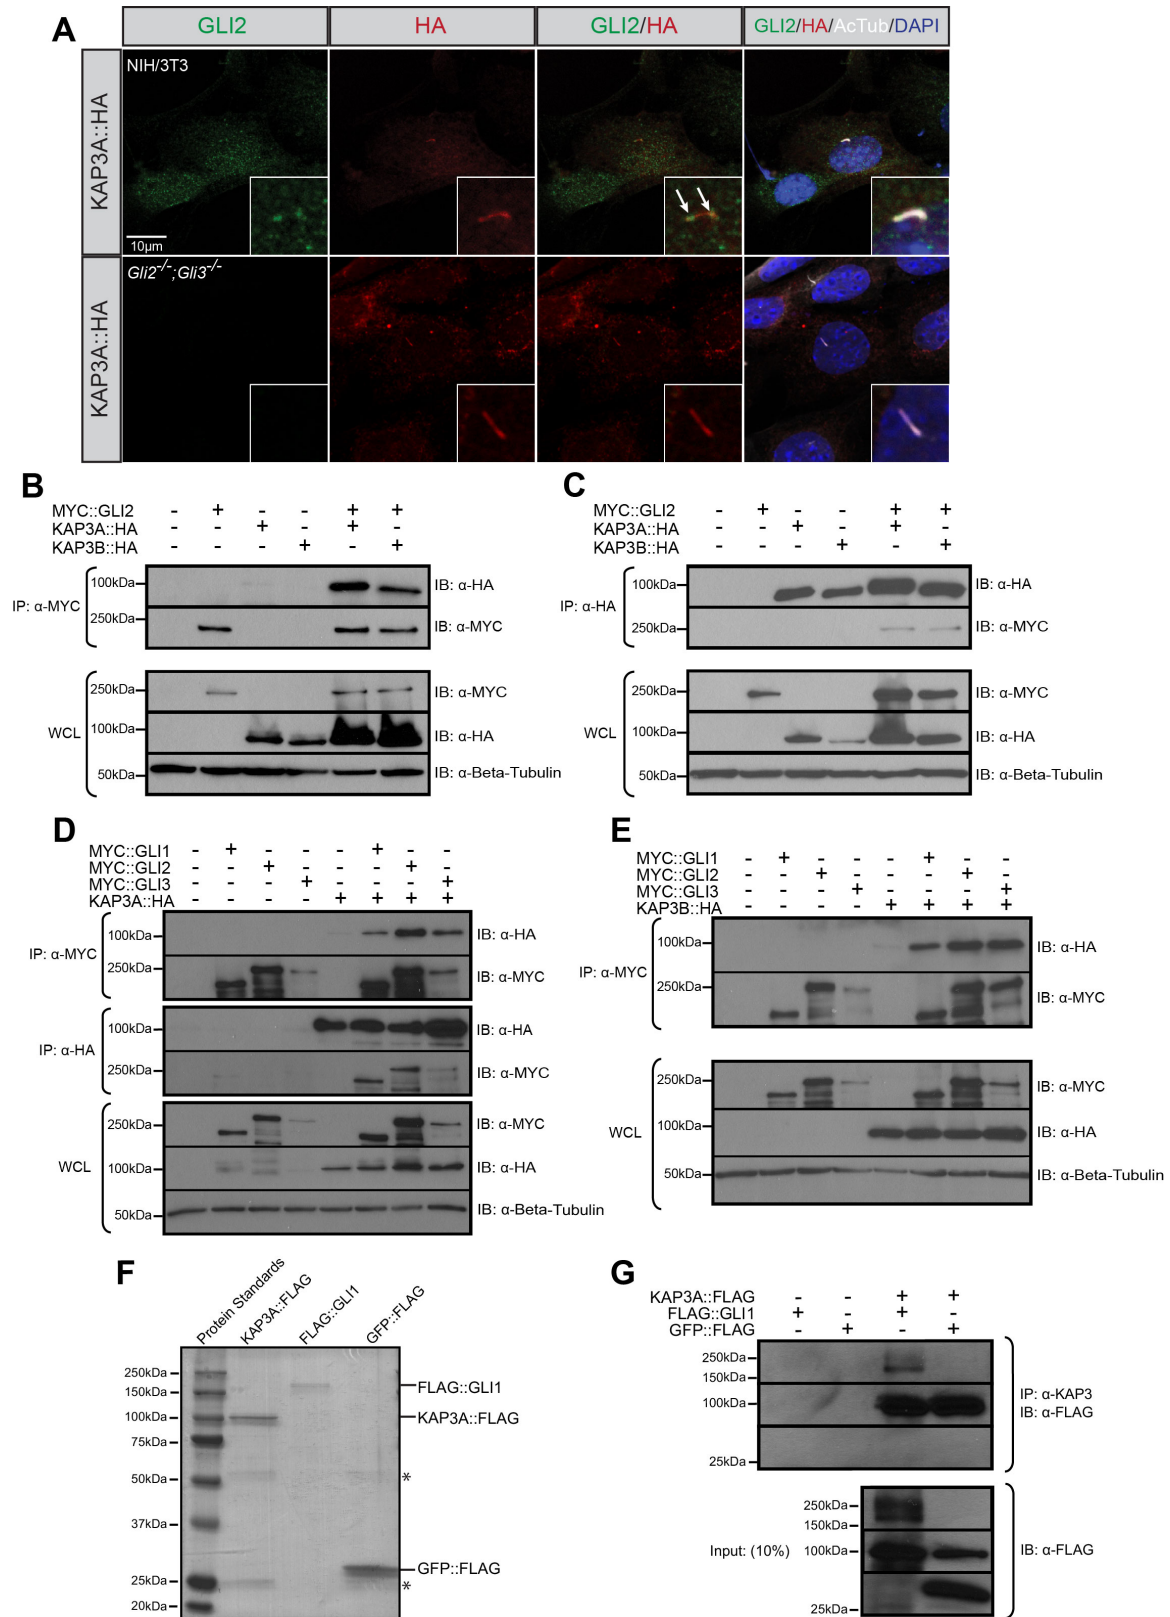 A
GLI2 HA GLI2/HA GLI2/HA/AcTub/DAPI
KAP3A::HA
NIH/3T3
10µm
KAP3A::HA
Gli2-/-;Gli3-/-
B
MYC::GLI2 - + - - + +
KAP3A::HA - - + - + -
KAP3B::HA - - - + - +
IP: α-MYC
100kDa IB: α-HA
250kDa IB: α-MYC
WCL
250kDa IB: α-MYC
100kDa IB: α-HA
50kDa IB: α-Beta-Tubulin
C
MYC::GLI2 - + - - + +
KAP3A::HA - - + - + -
KAP3B::HA - - - + - +
IP: α-HA
100kDa IB: α-HA
250kDa IB: α-MYC
WCL
250kDa IB: α-MYC
100kDa IB: α-HA
50kDa IB: α-Beta-Tubulin
D
MYC::GLI1 - + - - - + - -
MYC::GLI2 - - + - - - + -
MYC::GLI3 - - - + - - - +
KAP3A::HA - - - - + + + +
IP: α-MYC
100kDa IB: α-HA
250kDa IB: α-MYC
IP: α-HA
100kDa IB: α-HA
250kDa IB: α-MYC
WCL
250kDa IB: α-MYC
100kDa IB: α-HA
50kDa IB: α-Beta-Tubulin
E
MYC::GLI1 - + - - - + - -
MYC::GLI2 - - + - - - + -
MYC::GLI3 - - - + - - - +
KAP3B::HA - - - - + + + +
IP: α-MYC
100kDa IB: α-HA
250kDa IB: α-MYC
WCL
250kDa IB: α-MYC
100kDa IB: α-HA
50kDa IB: α-Beta-Tubulin
F
Protein Standards KAP3A::FLAG FLAG::GLI1 GFP::FLAG
250kDa
150kDa FLAG::GLI1
100kDa KAP3A::FLAG
75kDa
50kDa *
37kDa
GFP::FLAG
25kDa *
20kDa
G
KAP3A::FLAG - - + +
FLAG::GLI1 + - + -
GFP::FLAG - + - +
250kDa
150kDa
100kDa
25kDa
IP: α-KAP3
IB: α-FLAG
Input: (10%)
250kDa
150kDa
100kDa IB: α-FLAG
25kDa